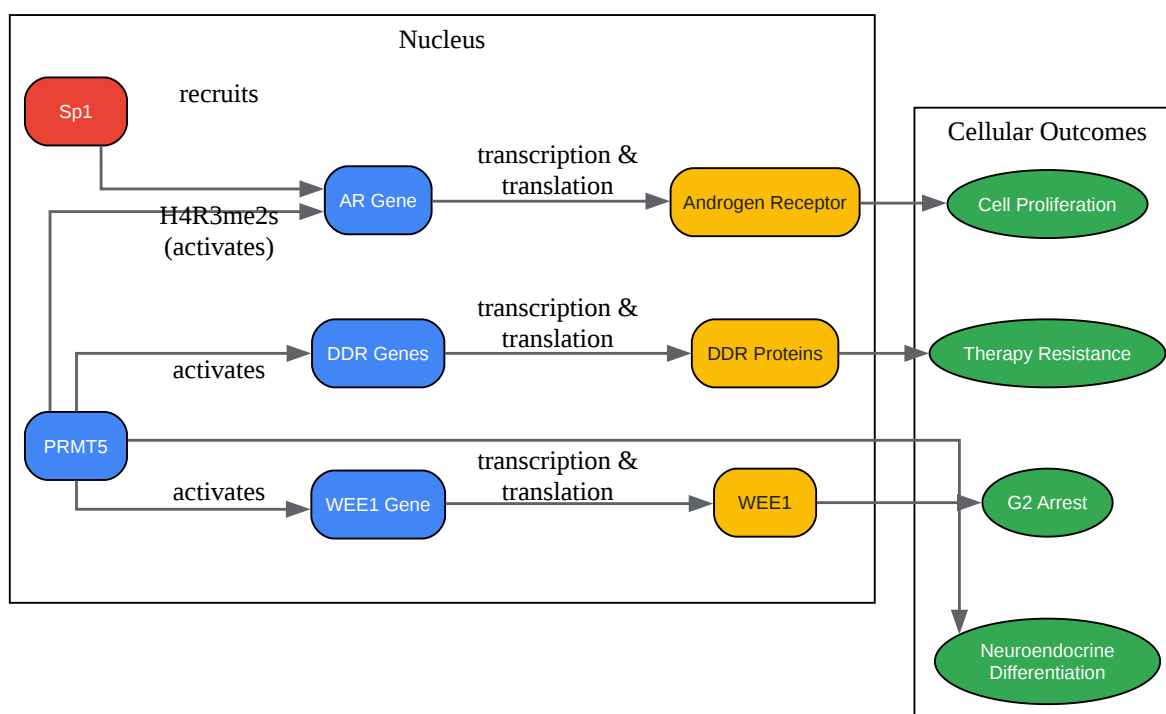 Nucleus
Sp1
recruits
Cellular Outcomes
AR Gene
transcription &
translation
Androgen Receptor
Cell Proliferation
H4R3me2s
(activates)
DDR Genes
transcription &
translation
DDR Proteins
Therapy Resistance
activates
PRMT5
activates
WEE1 Gene
transcription &
translation
WEE1
G2 Arrest
Neuroendocrine
Differentiation